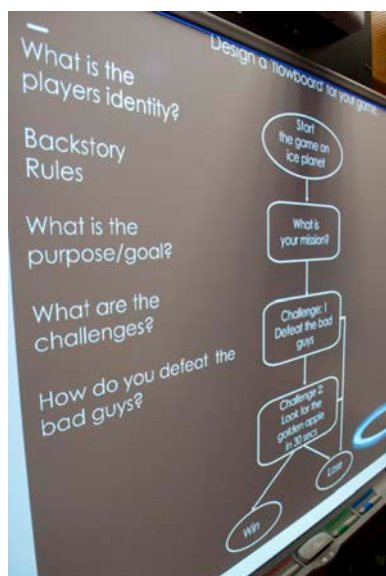 Design a 'flowboard' for your game.
What is the
players identity?
Backstory
Rules
What is the
purpose/goal?
What are the
challenges?
How do you defeat the
bad guys?
Start
the game on
ice planet
What is
your mission?
Challenge: 1
Defeat the bad
guys
Challenge 2:
Look for the
golden apple
in 30 secs
Lose
Win